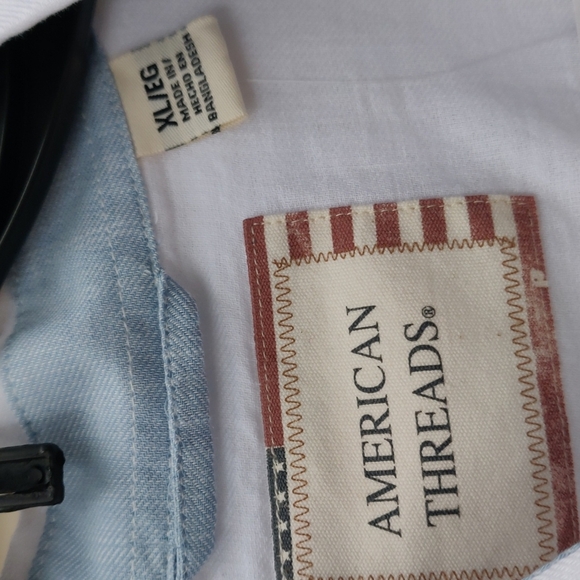 XL/EG
MADE IN/
HECHO EN
BANGLADESH
AMERICAN
THREADS®